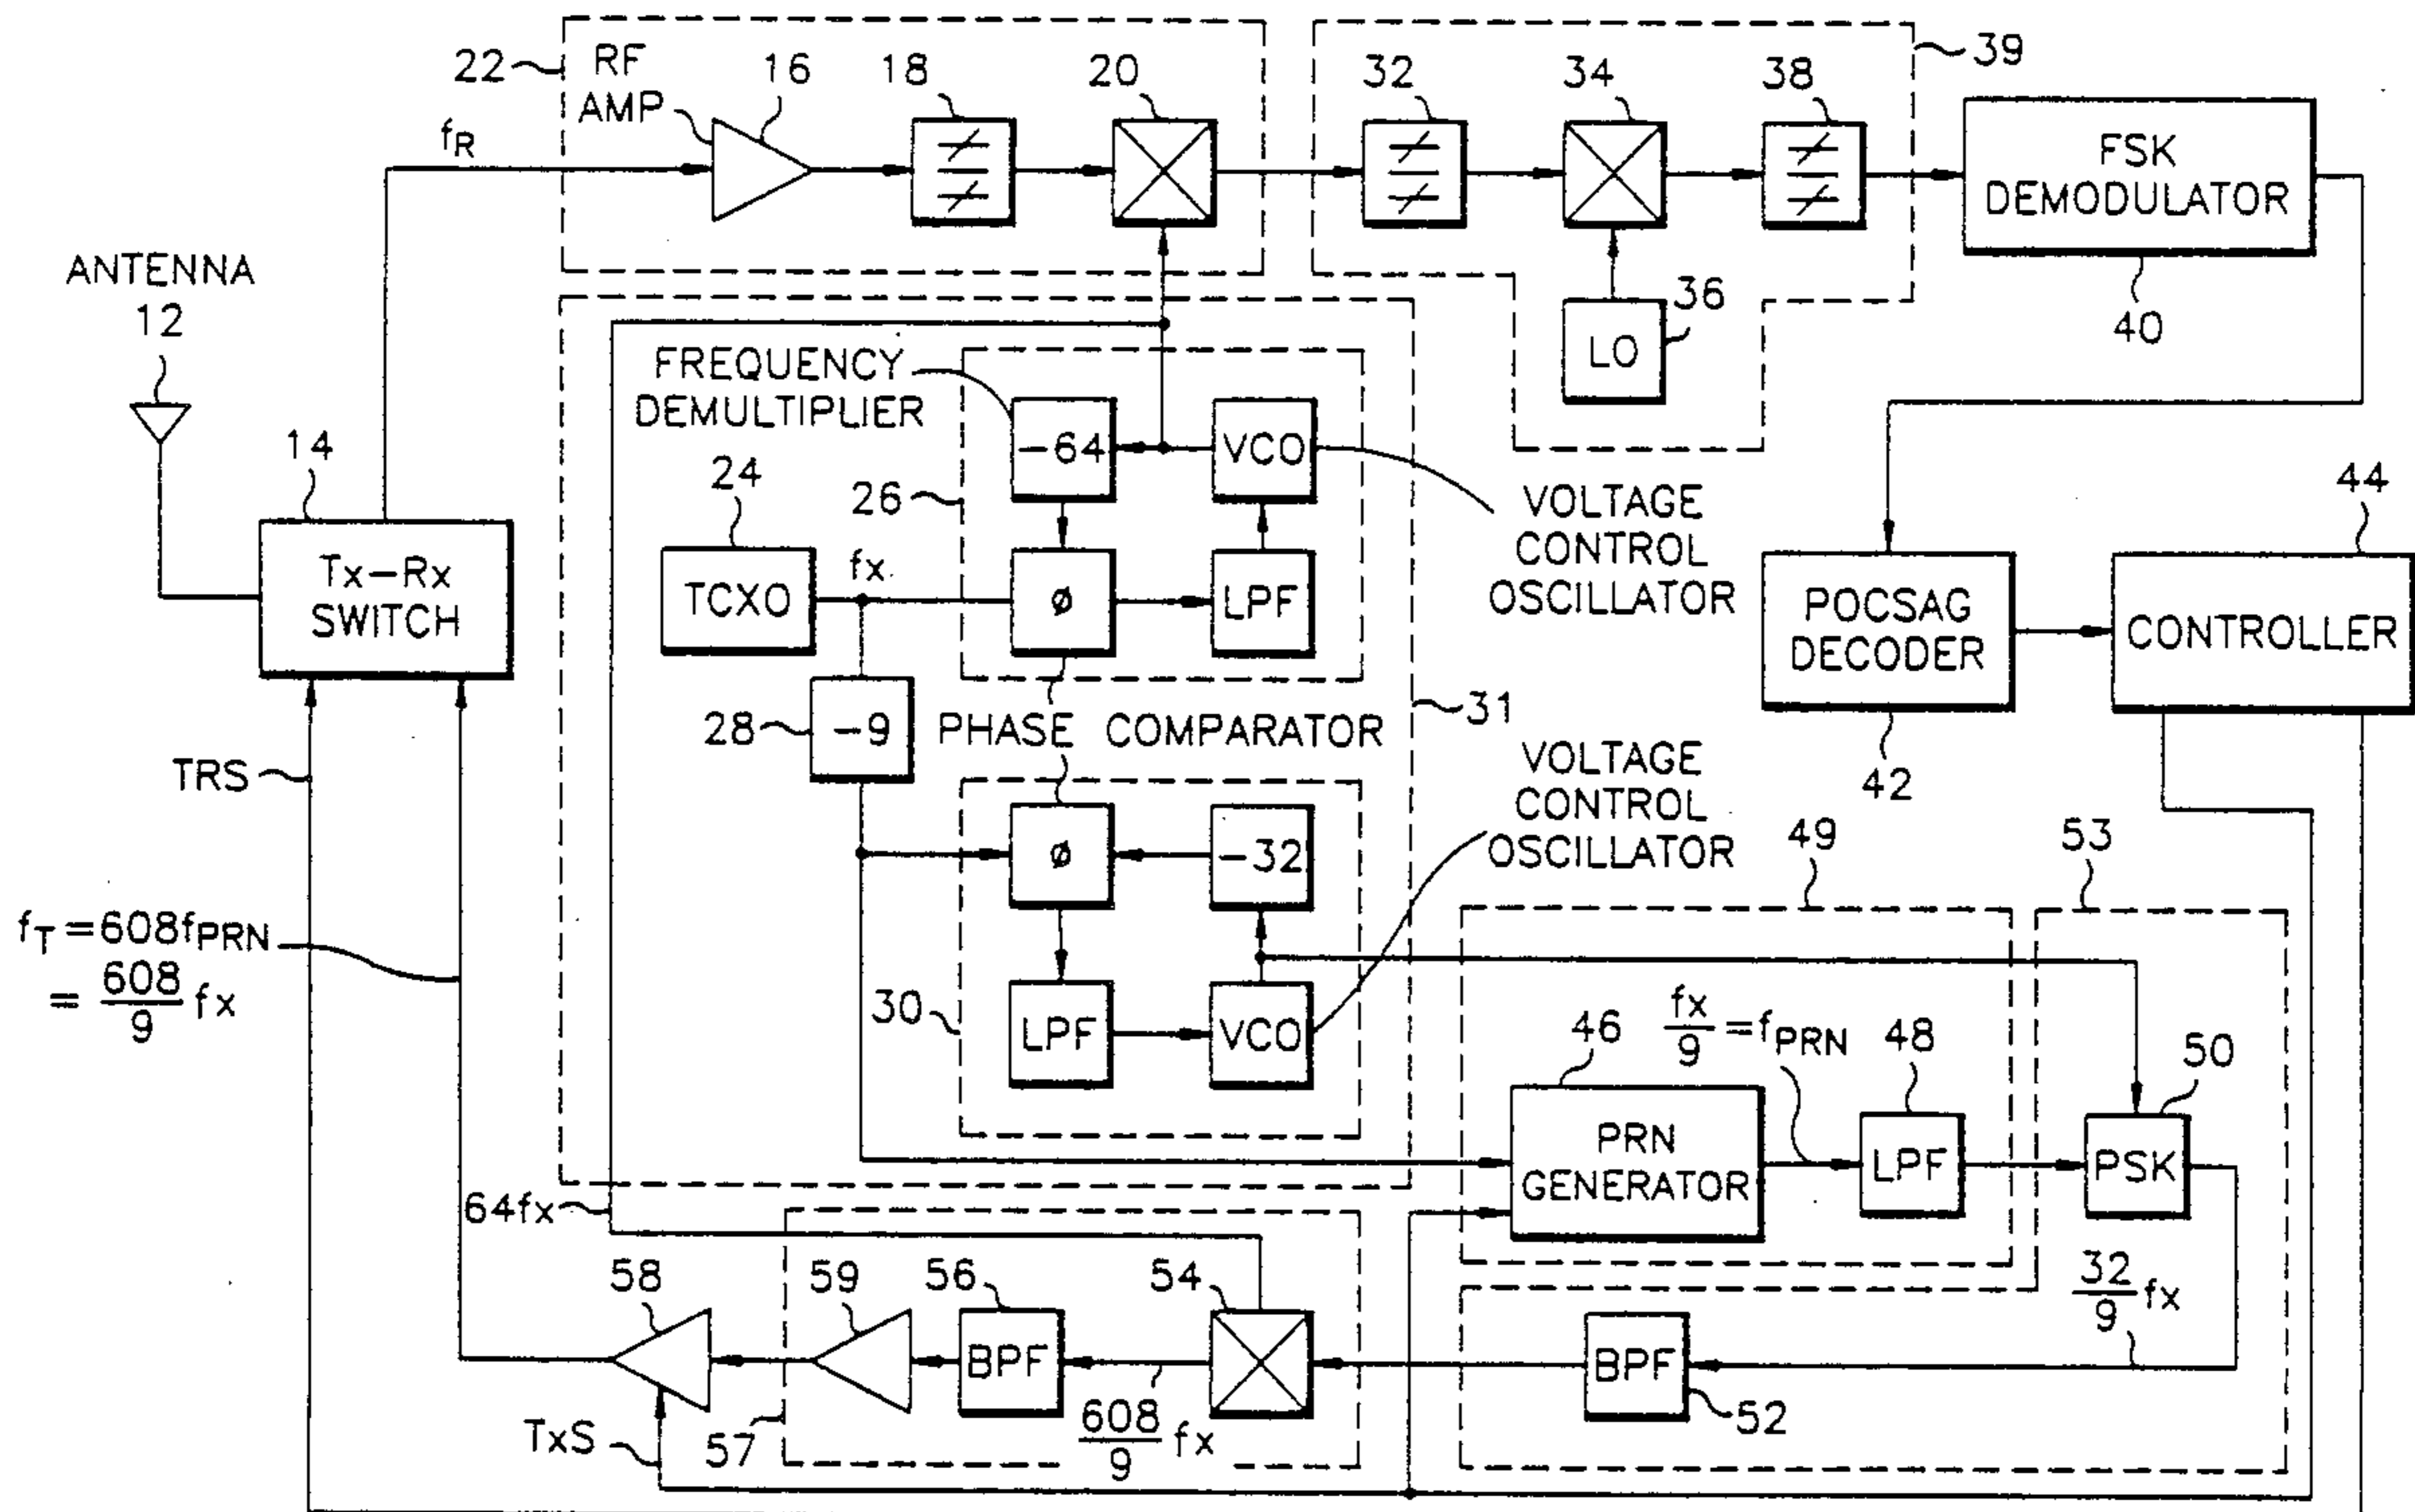 22
RF
AMP
16
18
20
32
34
38
39
fR
FSK
DEMODULATOR
40
ANTENNA
12
36
LO
FREQUENCY
DEMULTIPLIER
-64
VCO
14
24
26
VOLTAGE
CONTROL
OSCILLATOR
44
Tx-Rx
SWITCH
TCXO
fx
ø
LPF
POCSAG
DECODER
CONTROLLER
28
-9
PHASE COMPARATOR
31
42
TRS
VOLTAGE
CONTROL
OSCILLATOR
ø
-32
49
53
fT=608fPRN
= 608/9 fx
30
LPF
VCO
46
fx/9 =fPRN
48
50
PRN
GENERATOR
LPF
PSK
64fx
58
59
56
54
32/9 fx
BPF
BPF
52
TxS
57
608/9 fx